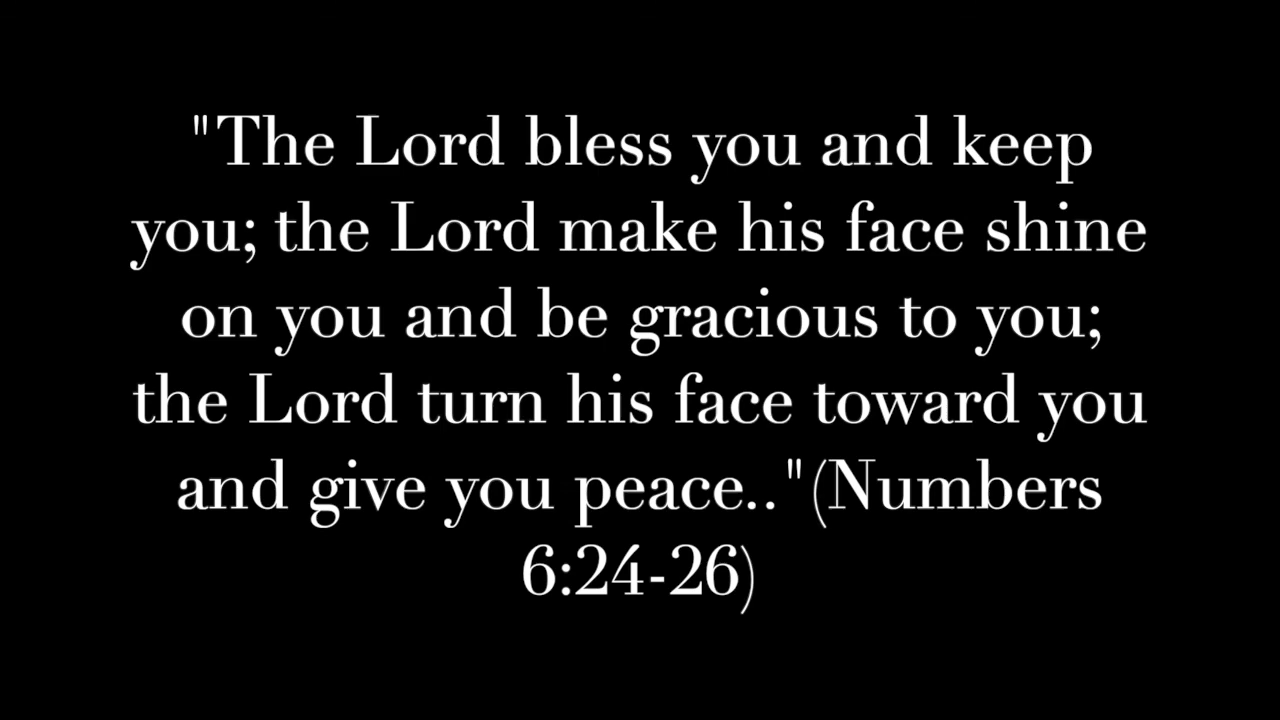 "The Lord bless you and keep
you; the Lord make his face shine
on you and be gracious to you;
the Lord turn his face toward you
and give you peace.."(Numbers
6:24-26)